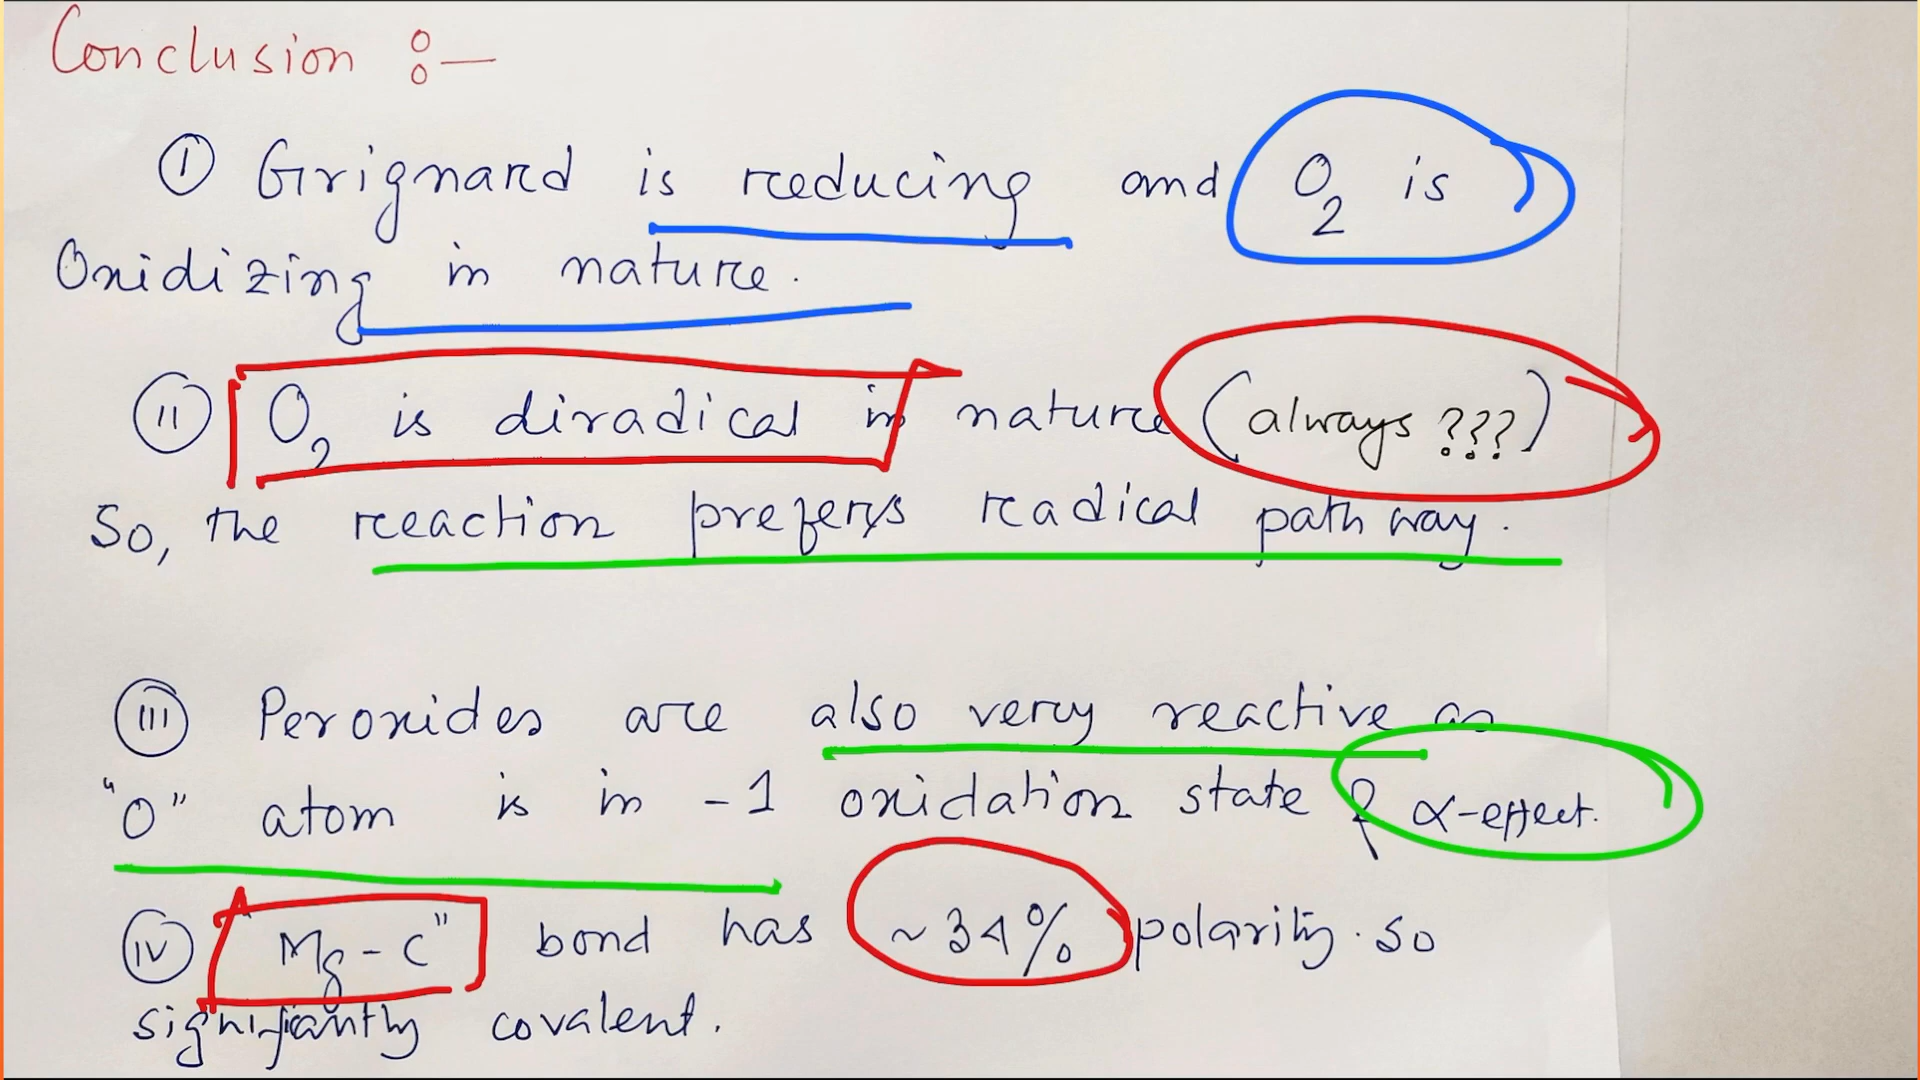 Conclusion :-
(I) Grignard is reducing and O2 is
Oxidizing in nature.
(II) O2 is diradical in nature (always ???)
So, the reaction prefers radical pathway.
(III) Peroxides are also very reactive as
"O" atom is in -1 oxidation state & α-effect.
(IV) "Mg-C" bond has ~34% polarity. so
significantly covalent.